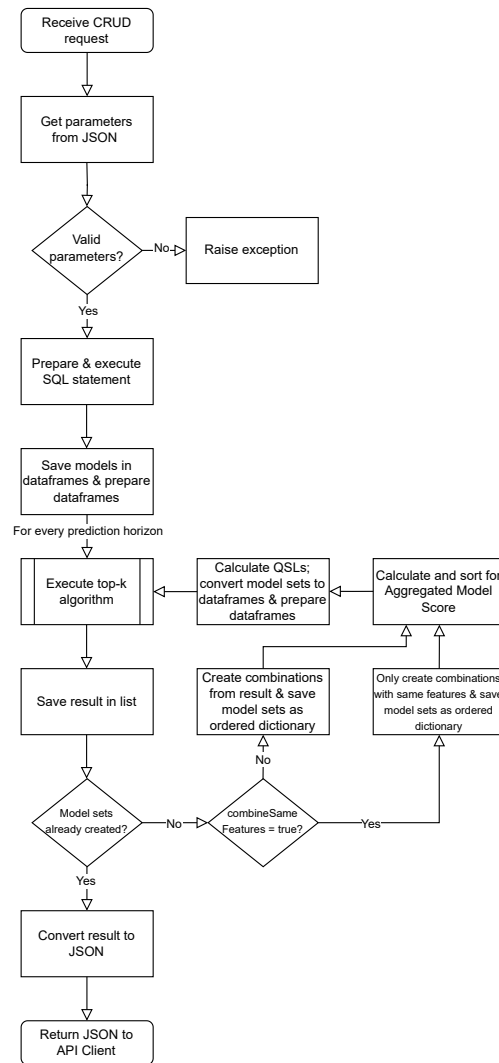 Receive CRUD
request
Get parameters
from JSON
Valid
parameters?
No
Raise exception
Yes
Prepare & execute
SQL statement
Save models in
dataframes & prepare
dataframes
For every prediction horizon
Execute top-k
algorithm
Calculate QSLs;
convert model sets to
dataframes & prepare
dataframes
Calculate and sort for
Aggregated Model
Score
Save result in list
Create combinations
from result & save
model sets as
ordered dictionary
Only create combinations
with same features & save
model sets as ordered
dictionary
No
Model sets
already created?
No
combineSame
Features = true?
Yes
Yes
Convert result to
JSON
Return JSON to
API Client